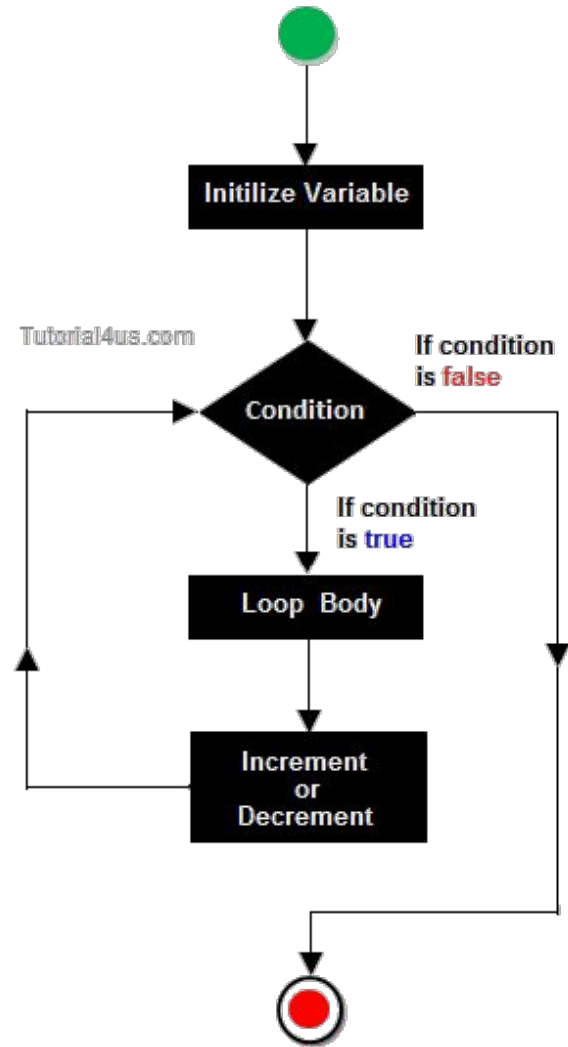 Initilize Variable
Tutorial4us.com
If condition
is false
Condition
If condition
is true
Loop Body
Increment
or
Decrement